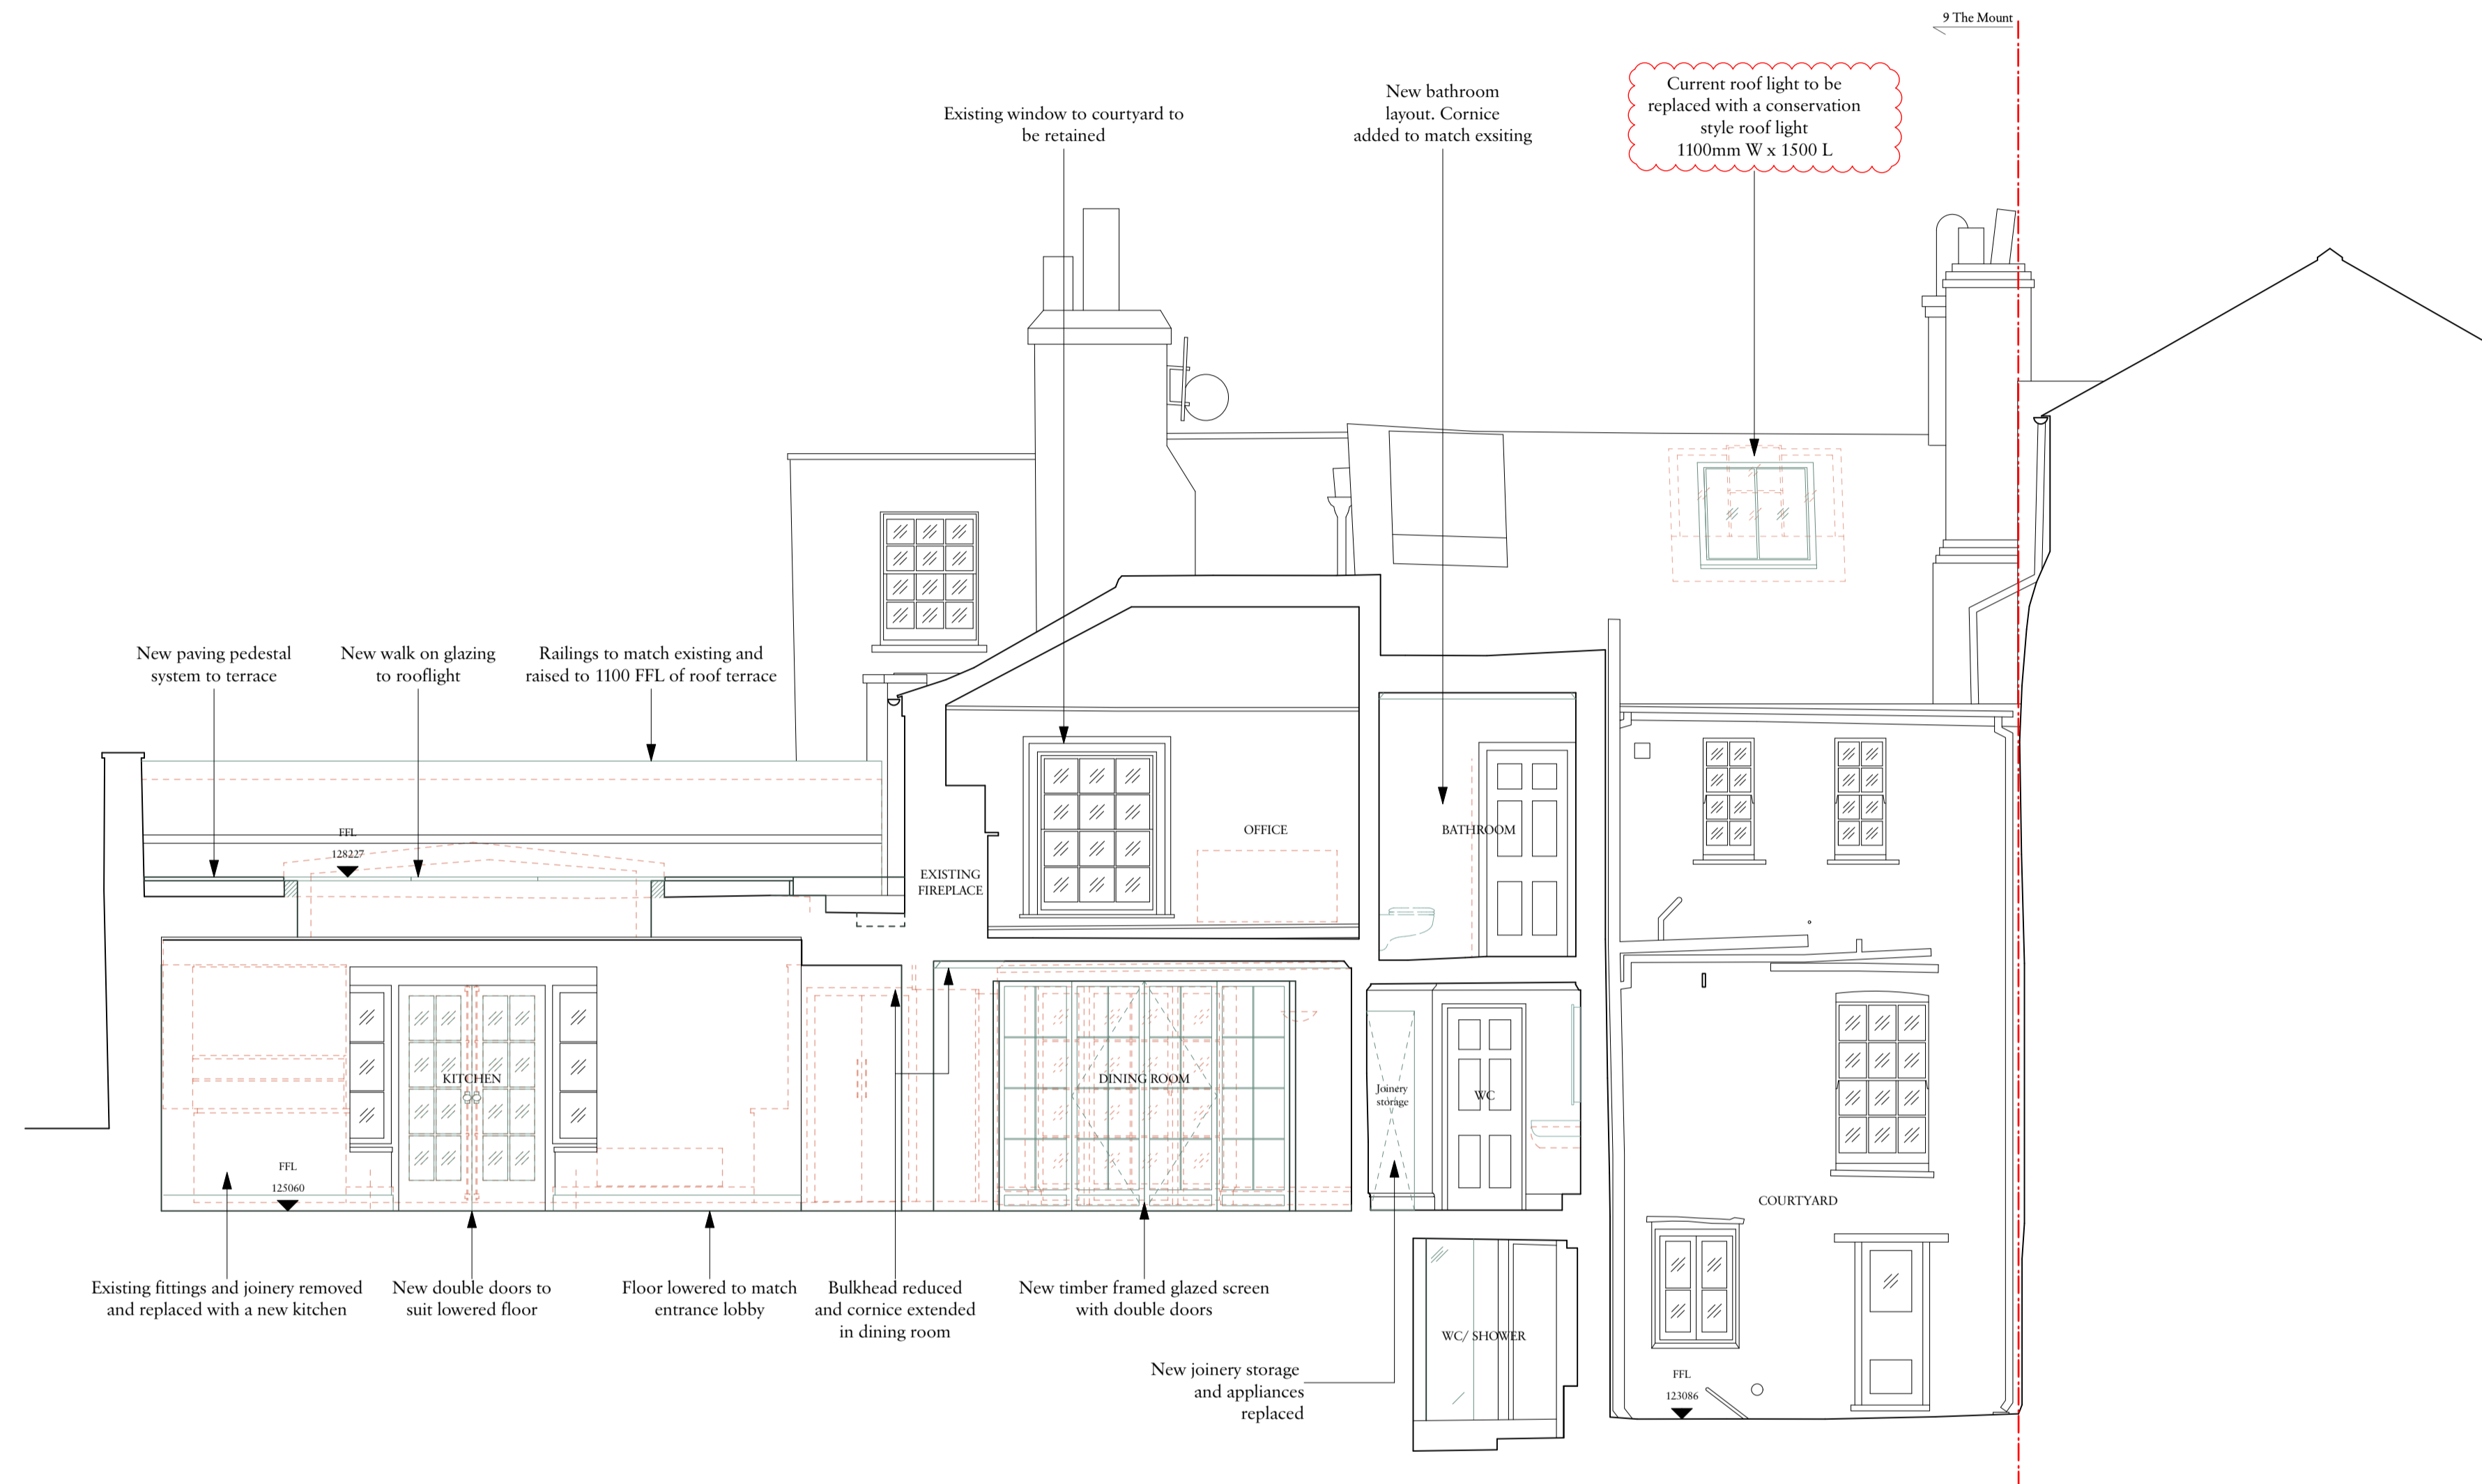 9 The Mount
Current roof light to be
replaced with a conservation
style roof light
1100mm W x 1500 L
New bathroom
layout. Cornice
added to match exsiting
Existing window to courtyard to
be retained
New paving pedestal
system to terrace
New walk on glazing
to rooflight
Railings to match existing and
raised to 1100 FFL of roof terrace
FFL
128227
EXISTING
FIREPLACE
OFFICE
BATHROOM
KITCHEN
DINING ROOM
Joinery
storage
WC
FFL
125060
COURTYARD
Existing fittings and joinery removed
and replaced with a new kitchen
New double doors to
suit lowered floor
Floor lowered to match
entrance lobby
Bulkhead reduced
and cornice extended
in dining room
New timber framed glazed screen
with double doors
WC/ SHOWER
New joinery storage
and appliances
replaced
FFL
123086